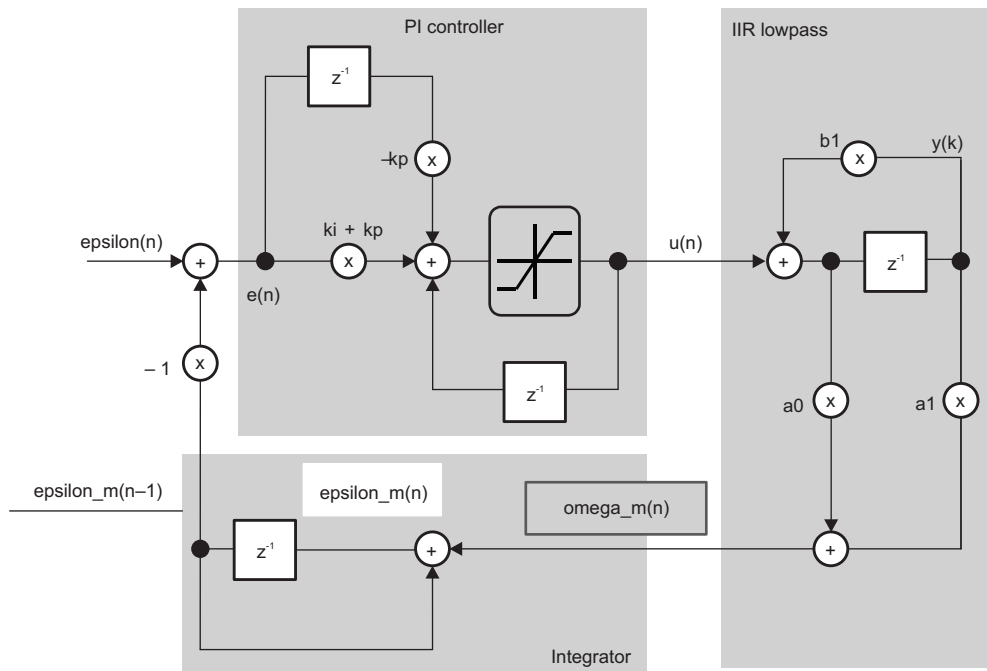 PI controller
IIR lowpass
z⁻¹
b1
x
y(k)
–kp
x
epsilon(n)
ki + kp
u(n)
+
x
+
+
z⁻¹
e(n)
– 1
x
z⁻¹
a0
x
a1
x
epsilon_m(n–1)
epsilon_m(n)
omega_m(n)
z⁻¹
+
+
Integrator